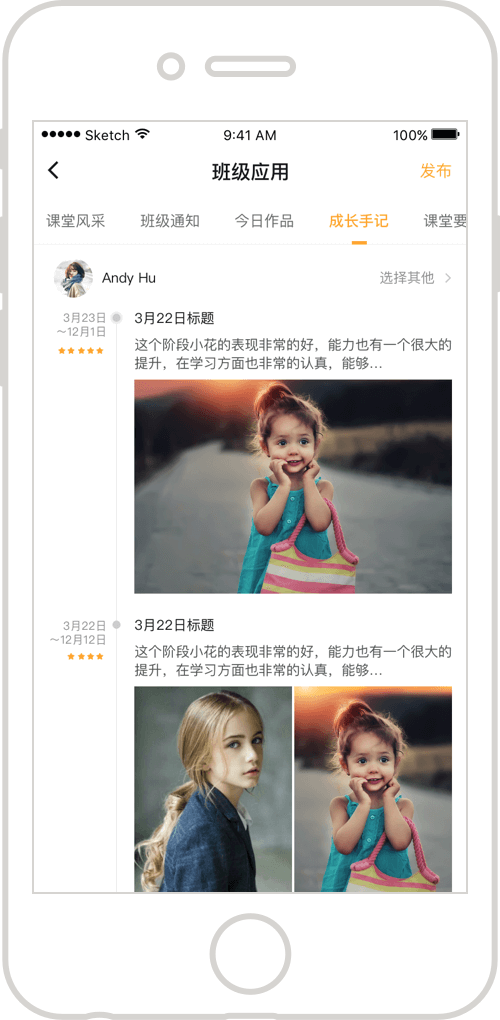 Sketch 9:41 AM 100%
班级应用 发布
课堂风采 班级通知 今日作品 成长手记 课堂要
Andy Hu 选择其他
3月23日
～12月1日
3月22日标题
这个阶段小花的表现非常的好，能力也有一个很大的
提升，在学习方面也非常的认真，能够...
3月22日
～12月12日
3月22日标题
这个阶段小花的表现非常的好，能力也有一个很大的
提升，在学习方面也非常的认真，能够...